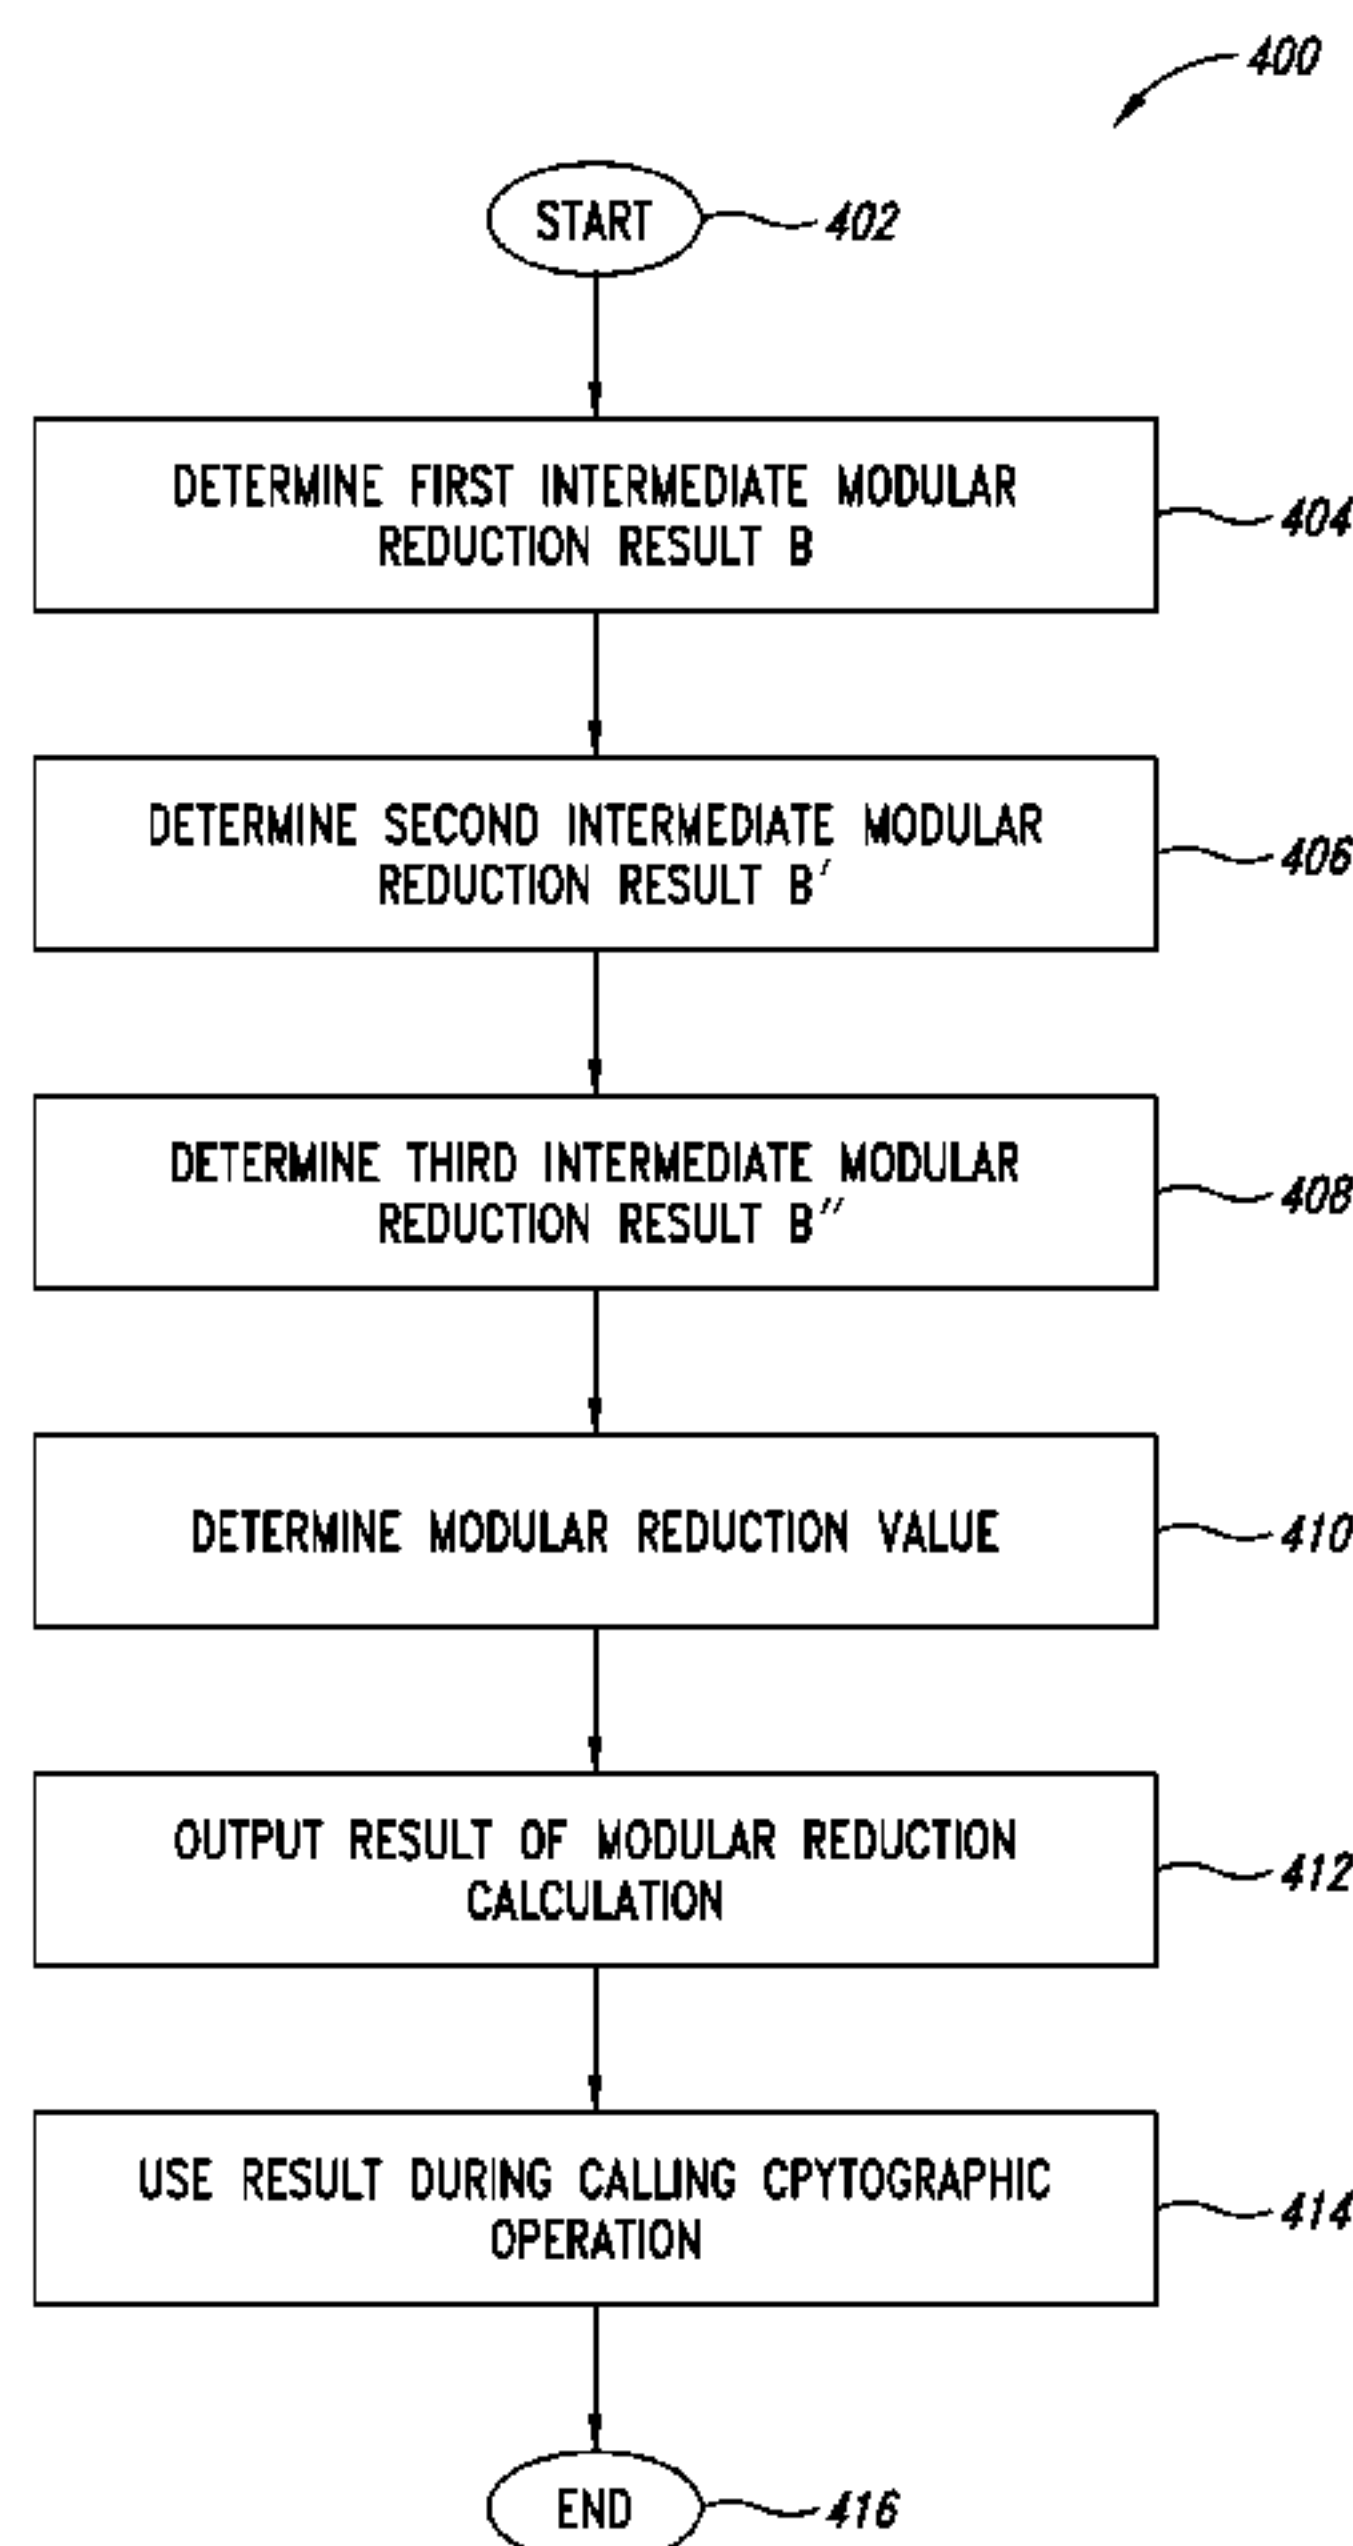 400
START
402
DETERMINE FIRST INTERMEDIATE MODULAR
REDUCTION RESULT B
404
DETERMINE SECOND INTERMEDIATE MODULAR
REDUCTION RESULT B′
406
DETERMINE THIRD INTERMEDIATE MODULAR
REDUCTION RESULT B″
408
DETERMINE MODULAR REDUCTION VALUE
410
OUTPUT RESULT OF MODULAR REDUCTION
CALCULATION
412
USE RESULT DURING CALLING CPYTOGRAPHIC
OPERATION
414
END
416